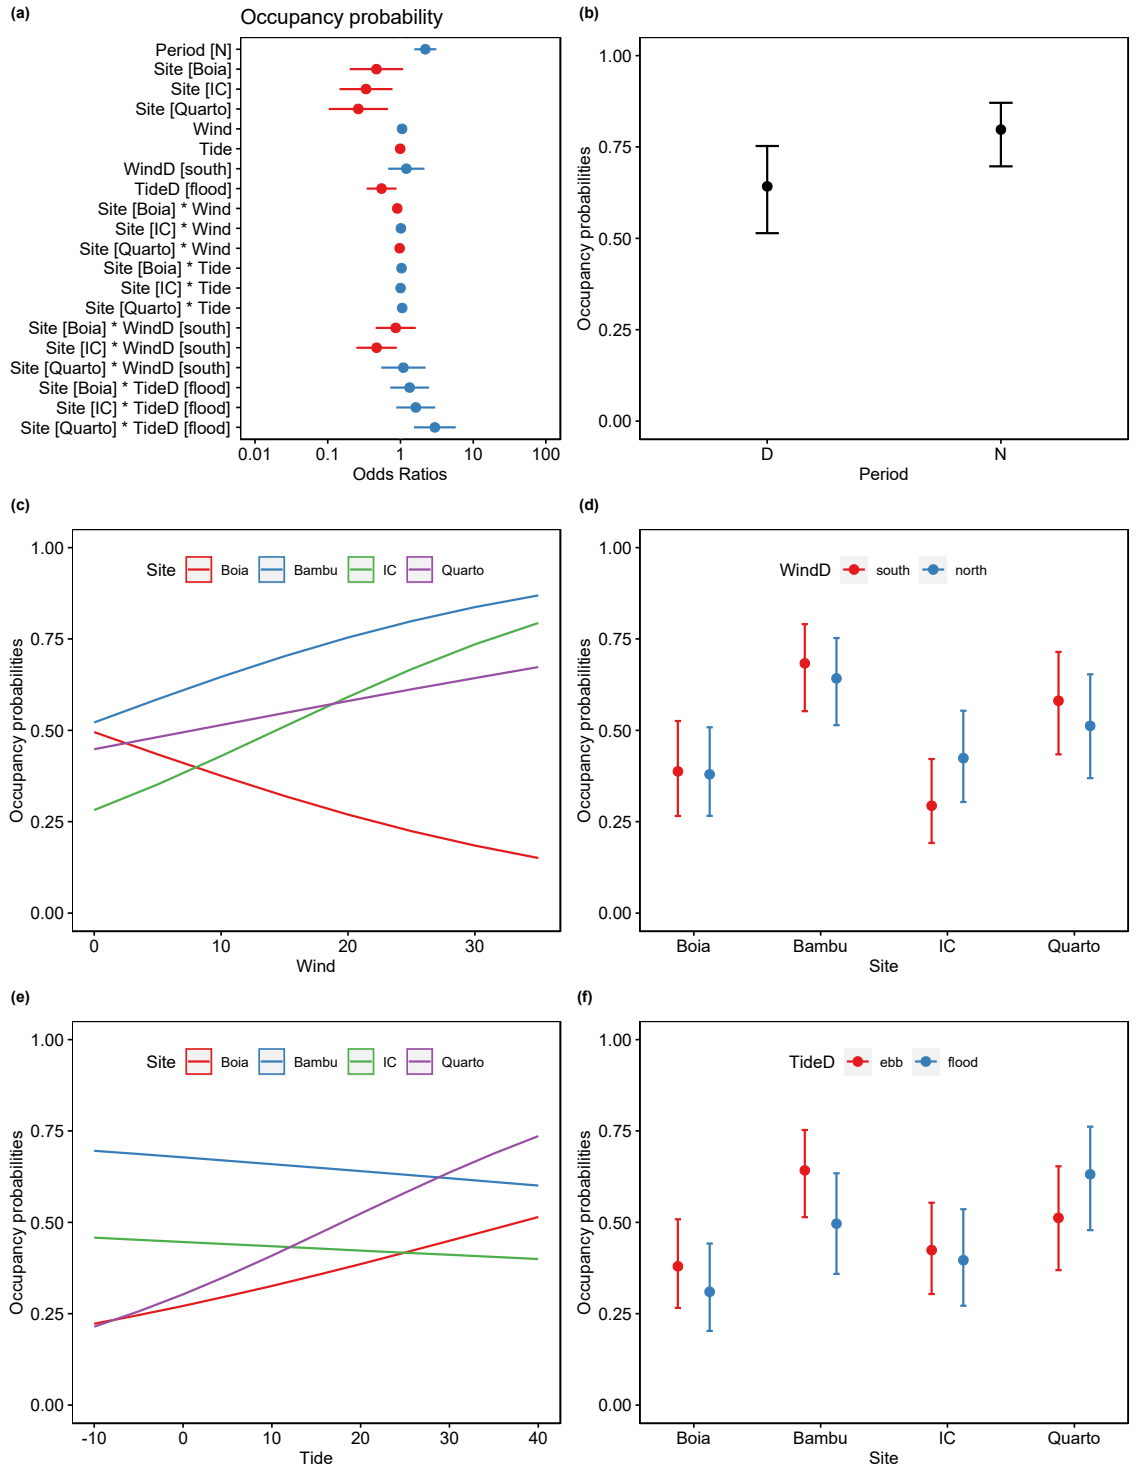 (a)
Occupancy probability
Period [N]
Site [Boia]
Site [IC]
Site [Quarto]
Wind
Tide
WindD [south]
TideD [flood]
Site [Boia] * Wind
Site [IC] * Wind
Site [Quarto] * Wind
Site [Boia] * Tide
Site [IC] * Tide
Site [Quarto] * Tide
Site [Boia] * WindD [south]
Site [IC] * WindD [south]
Site [Quarto] * WindD [south]
Site [Boia] * TideD [flood]
Site [IC] * TideD [flood]
Site [Quarto] * TideD [flood]
0.01 0.1 1 10 100
Odds Ratios
(b)
Occupancy probabilities
1.00
0.75
0.50
0.25
0.00
D N
Period
(c)
Site Boia Bambu IC Quarto
Occupancy probabilities
1.00
0.75
0.50
0.25
0.00
0 10 20 30
Wind
(d)
WindD south north
Occupancy probabilities
1.00
0.75
0.50
0.25
0.00
Boia Bambu IC Quarto
Site
(e)
Site Boia Bambu IC Quarto
Occupancy probabilities
1.00
0.75
0.50
0.25
0.00
-10 0 10 20 30 40
Tide
(f)
TideD ebb flood
Occupancy probabilities
1.00
0.75
0.50
0.25
0.00
Boia Bambu IC Quarto
Site